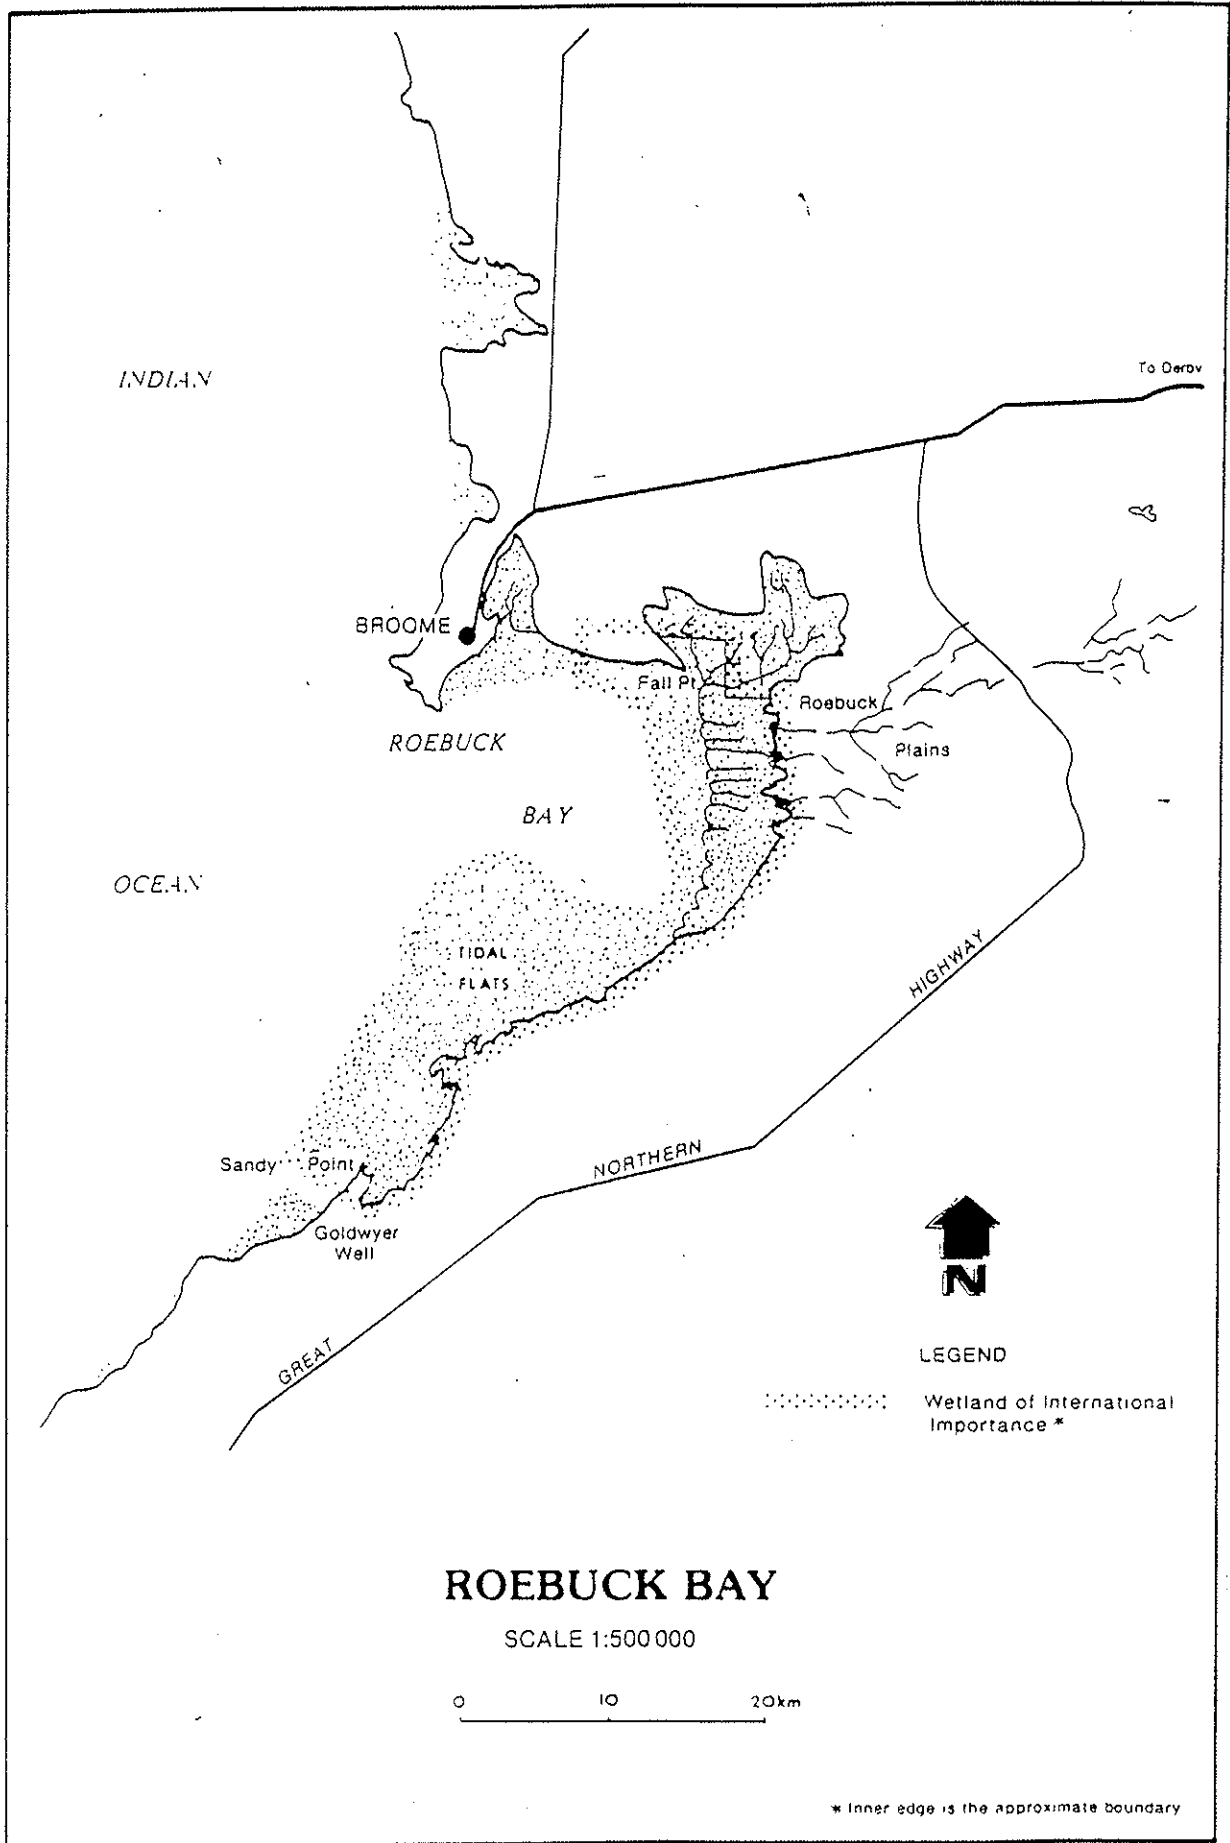 To Derby
INDIAN
BROOME
Fall Pt
Roebuck
ROEBUCK
Plains
BAY
OCEAN
TIDAL
FLATS
HIGHWAY
NORTHERN
Sandy Point
Goldwyer
Well
N
GREAT
LEGEND
Wetland of International
Importance *
ROEBUCK BAY
SCALE 1:500 000
0 10 20km
* Inner edge is the approximate boundary